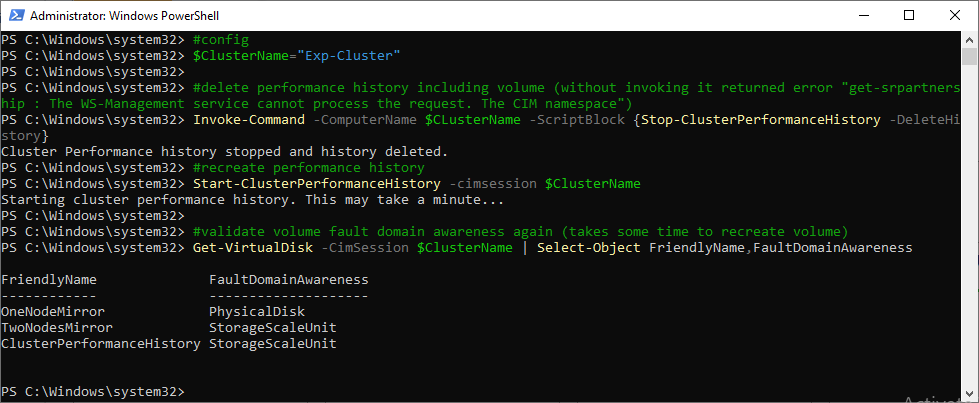 Administrator: Windows PowerShell
PS C:\Windows\system32> #config
PS C:\Windows\system32> $ClusterName="Exp-Cluster"
PS C:\Windows\system32>
PS C:\Windows\system32> #delete performance history including volume (without invoking it returned error "get-srpartners
hip : The WS-Management service cannot process the request. The CIM namespace")
PS C:\Windows\system32> Invoke-Command -ComputerName $CLusterName -ScriptBlock {Stop-ClusterPerformanceHistory -DeleteHi
story}
Cluster Performance history stopped and history deleted.
PS C:\Windows\system32> #recreate performance history
PS C:\Windows\system32> Start-ClusterPerformanceHistory -cimsession $ClusterName
Starting cluster performance history. This may take a minute...
PS C:\Windows\system32>
PS C:\Windows\system32> #validate volume fault domain awareness again (takes some time to recreate volume)
PS C:\Windows\system32> Get-VirtualDisk -CimSession $ClusterName | Select-Object FriendlyName,FaultDomainAwareness
FriendlyName              FaultDomainAwareness
------------              --------------------
OneNodeMirror             PhysicalDisk
TwoNodesMirror            StorageScaleUnit
ClusterPerformanceHistory StorageScaleUnit
PS C:\Windows\system32>